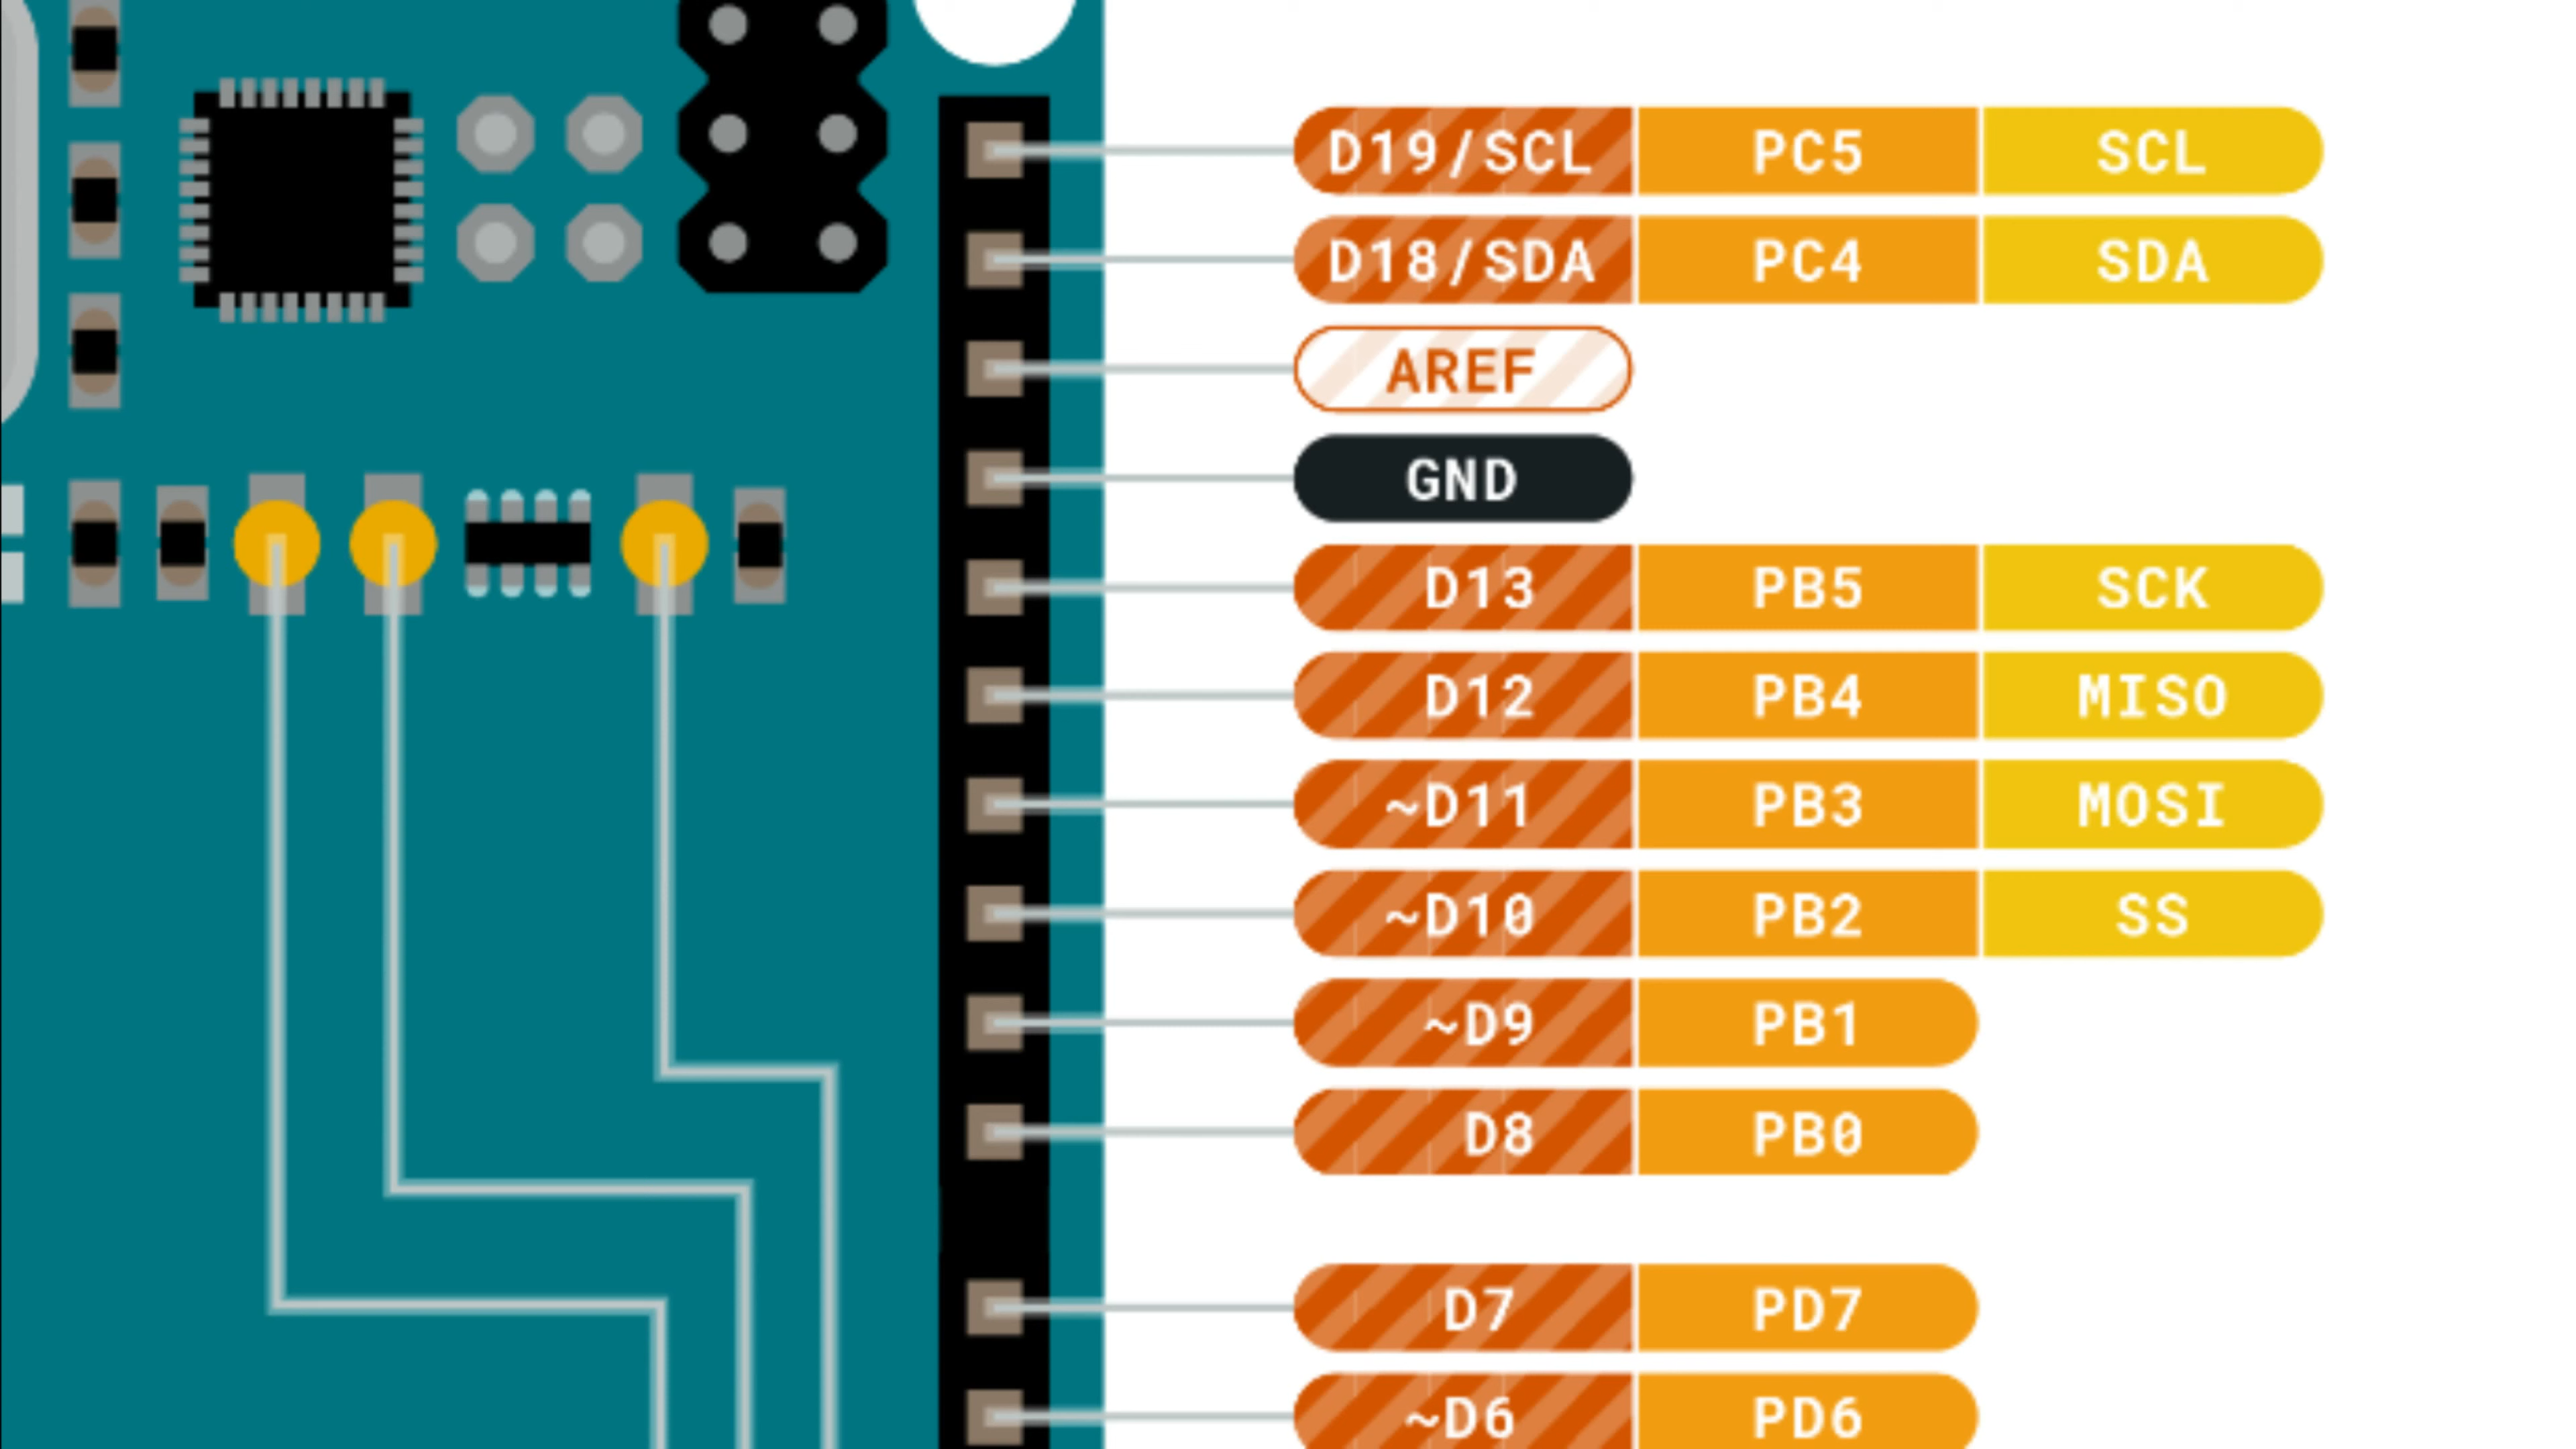 D19/SCL PC5 SCL
D18/SDA PC4 SDA
AREF
GND
D13 PB5 SCK
D12 PB4 MISO
~D11 PB3 MOSI
~D10 PB2 SS
~D9 PB1
D8 PB0
D7 PD7
~D6 PD6